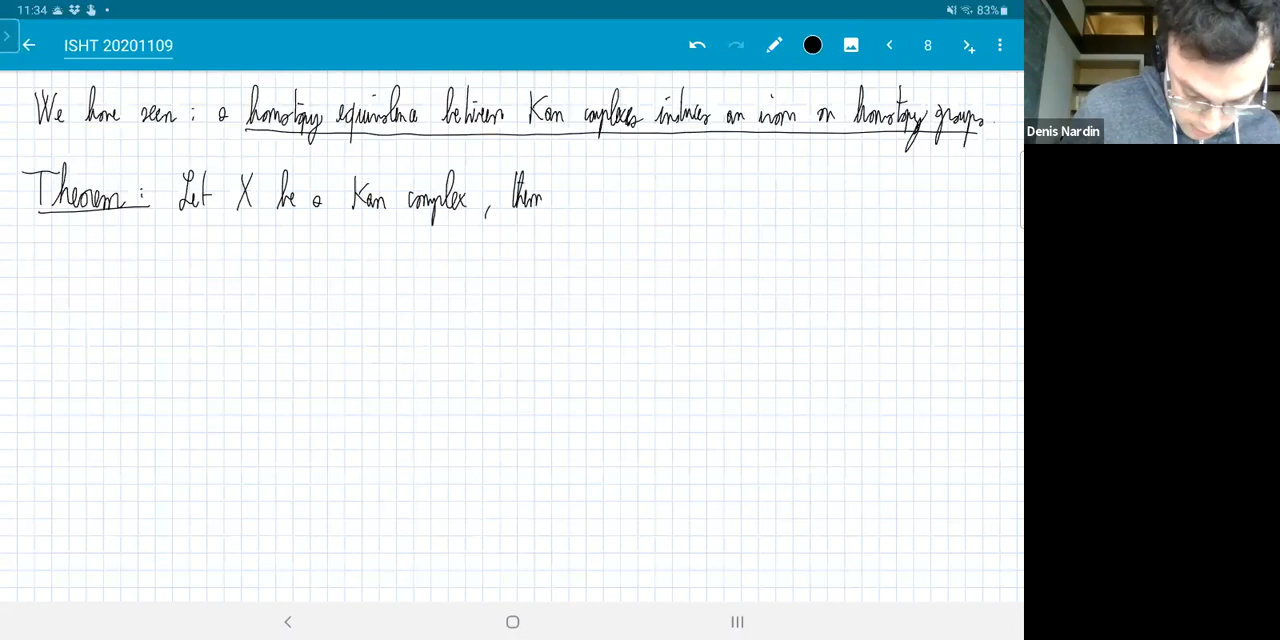 11:34
83%
ISHT 20201109
8
We have seen: a homotopy equivalence between Kan complexes induces an isom on homotopy groups.
Denis Nardin
Theorem: Let X be a Kan complex, then